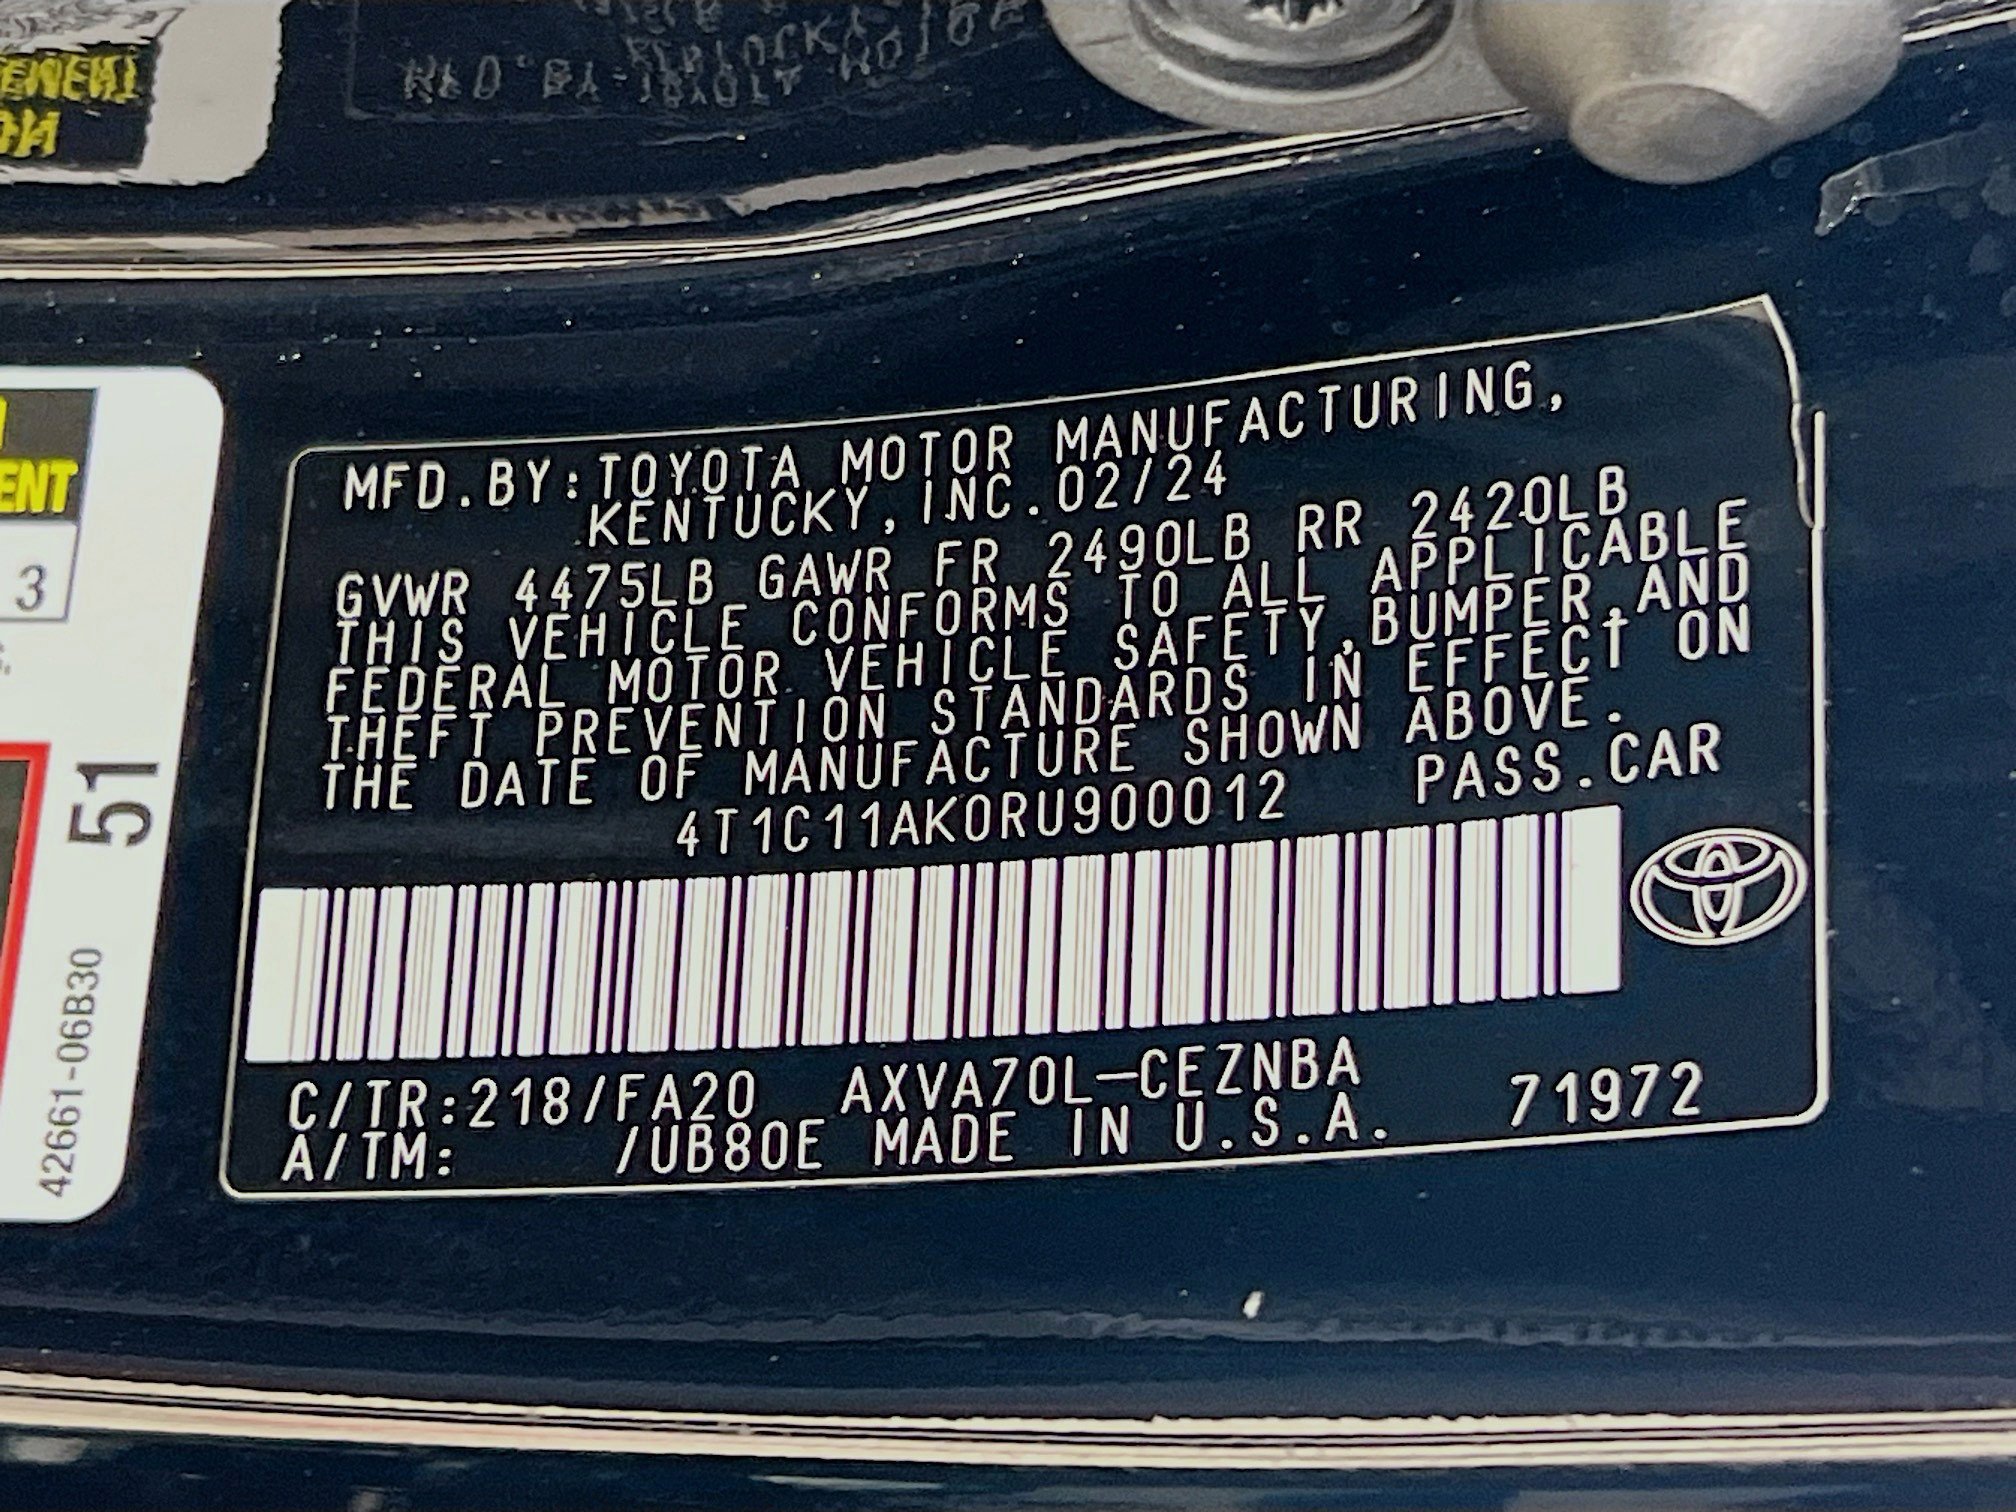 ENT
3
51
42661-06B30
MFD.BY:TOYOTA MOTOR MANUFACTURING,
KENTUCKY, INC.02/24
GVWR 4475LB GAWR FR 2490LB RR 2420LB
THIS VEHICLE CONFORMS TO ALL APPLICABLE
FEDERAL MOTOR VEHICLE SAFETY,BUMPER,AND
THEFT PREVENTION STANDARDS IN EFFECT ON
THE DATE OF MANUFACTURE SHOWN ABOVE.
4T1C11AK0RU900012 PASS.CAR
C/TR:218/FA20 AXVA70L-CEZNBA
A/TM: /UB80E MADE IN U.S.A. 71972